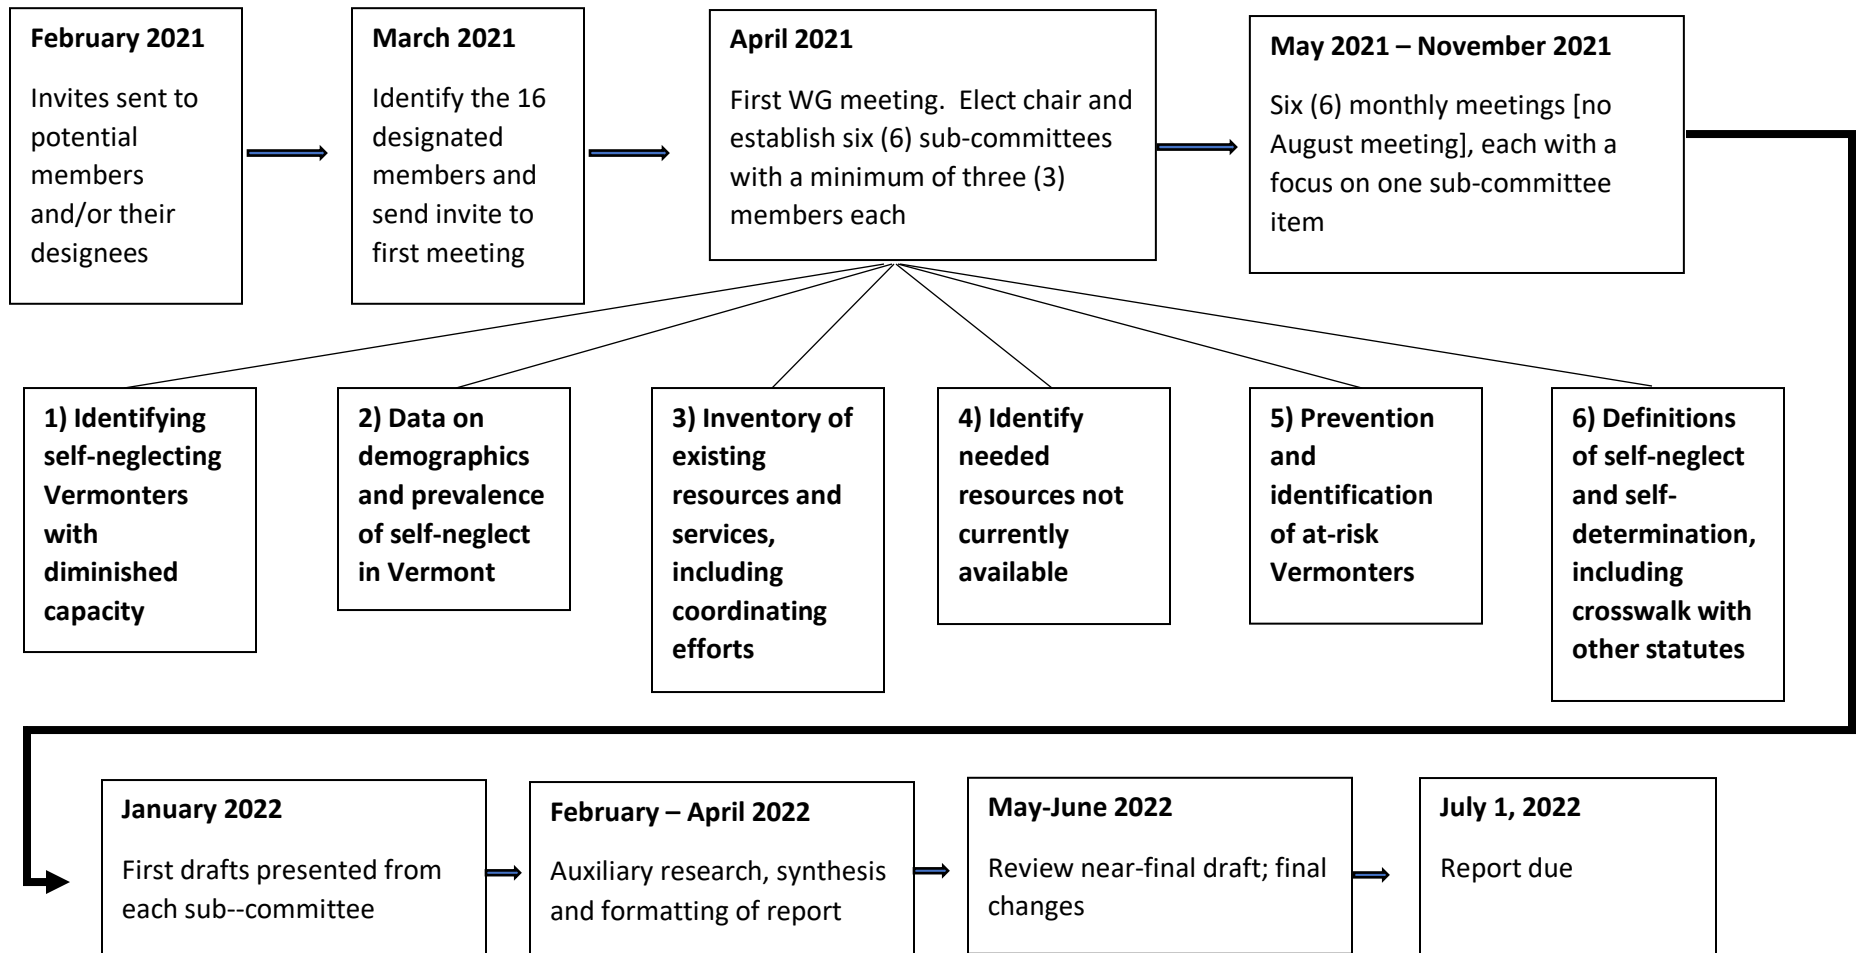 February 2021
Invites sent to
potential
members
and/or their
designees
March 2021
Identify the 16
designated
members and
send invite to
first meeting
April 2021
First WG meeting.  Elect chair and
establish six (6) sub-committees
with a minimum of three (3)
members each
May 2021 – November 2021
Six (6) monthly meetings [no
August meeting], each with a
focus on one sub-committee
item
1) Identifying
self-neglecting
Vermonters
with
diminished
capacity
2) Data on
demographics
and prevalence
of self-neglect
in Vermont
3) Inventory of
existing
resources and
services,
including
coordinating
efforts
4) Identify
needed
resources not
currently
available
5) Prevention
and
identification
of at-risk
Vermonters
6) Definitions
of self-neglect
and self-
determination,
including
crosswalk with
other statutes
January 2022
First drafts presented from
each sub--committee
February – April 2022
Auxiliary research, synthesis
and formatting of report
May-June 2022
Review near-final draft; final
changes
July 1, 2022
Report due